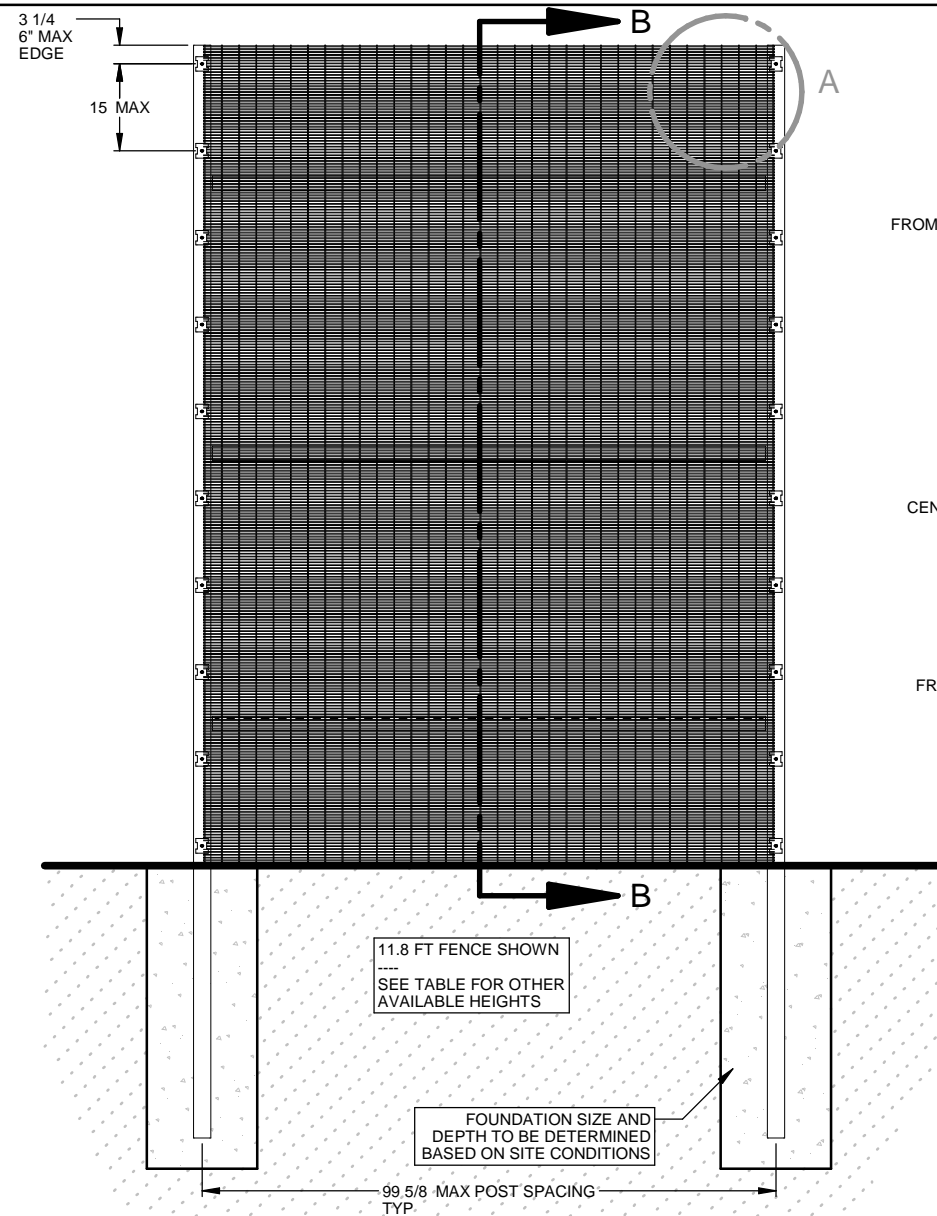 3 1/4
6" MAX
EDGE
B
A
15 MAX
FROM
CEN
FR
B
11.8 FT FENCE SHOWN
----
SEE TABLE FOR OTHER
AVAILABLE HEIGHTS
FOUNDATION SIZE AND
DEPTH TO BE DETERMINED
BASED ON SITE CONDITIONS
99 5/8 MAX POST SPACING
TYP